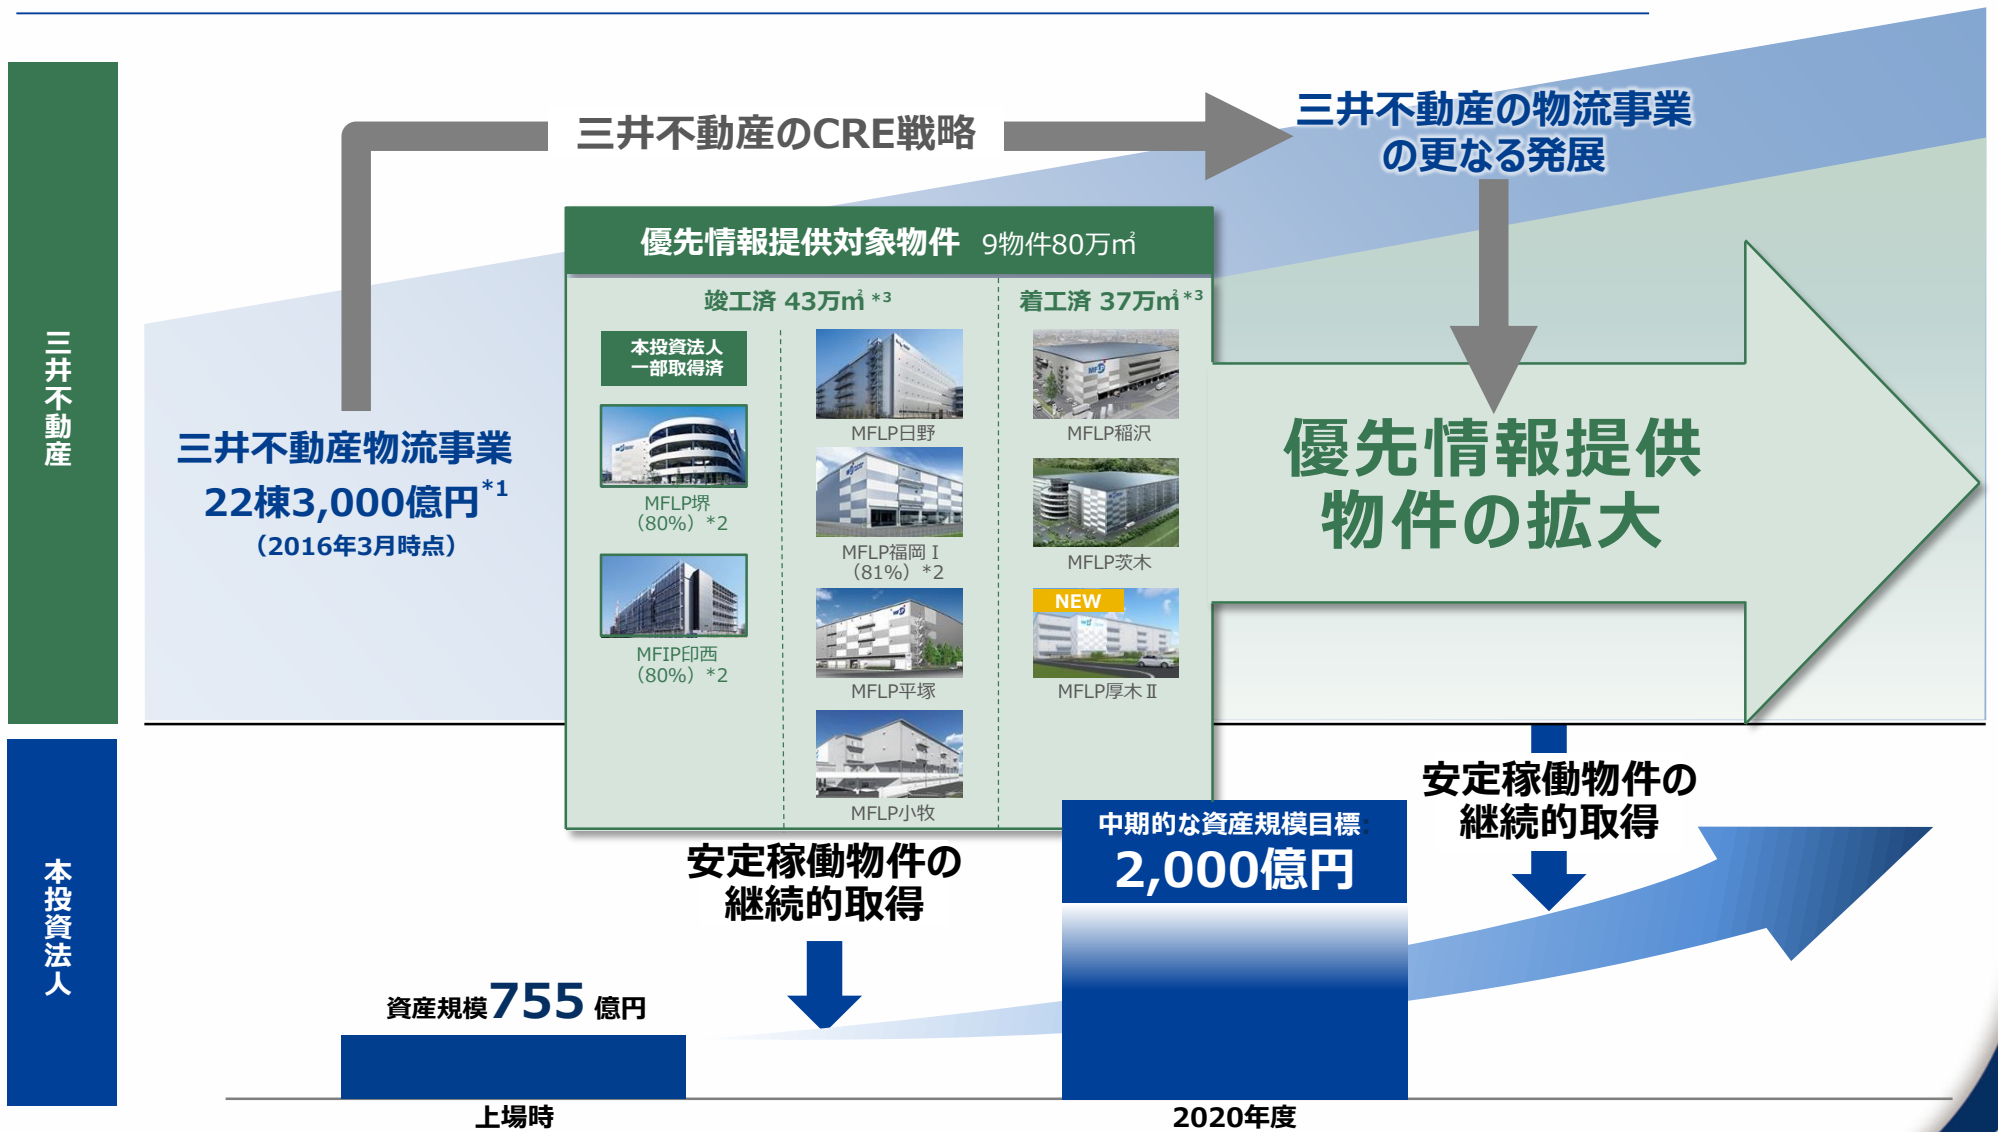 三井不動産
三井不動産のCRE戦略
三井不動産の物流事業
の更なる発展
三井不動産物流事業
22棟3,000億円*1
（2016年3月時点）
優先情報提供対象物件 9物件80万㎡
竣工済 43万㎡ *3
着工済 37万㎡*3
本投資法人
一部取得済
MFLP堺
（80%）*2
MFIP印西
（80%）*2
MFLP日野
MFLP福岡Ⅰ
（81%）*2
MFLP平塚
MFLP小牧
MFLP稲沢
MFLP茨木
NEW
MFLP厚木Ⅱ
優先情報提供
物件の拡大
本投資法人
安定稼働物件の
継続的取得
中期的な資産規模目標:
2,000億円
安定稼働物件の
継続的取得
資産規模755 億円
上場時
2020年度